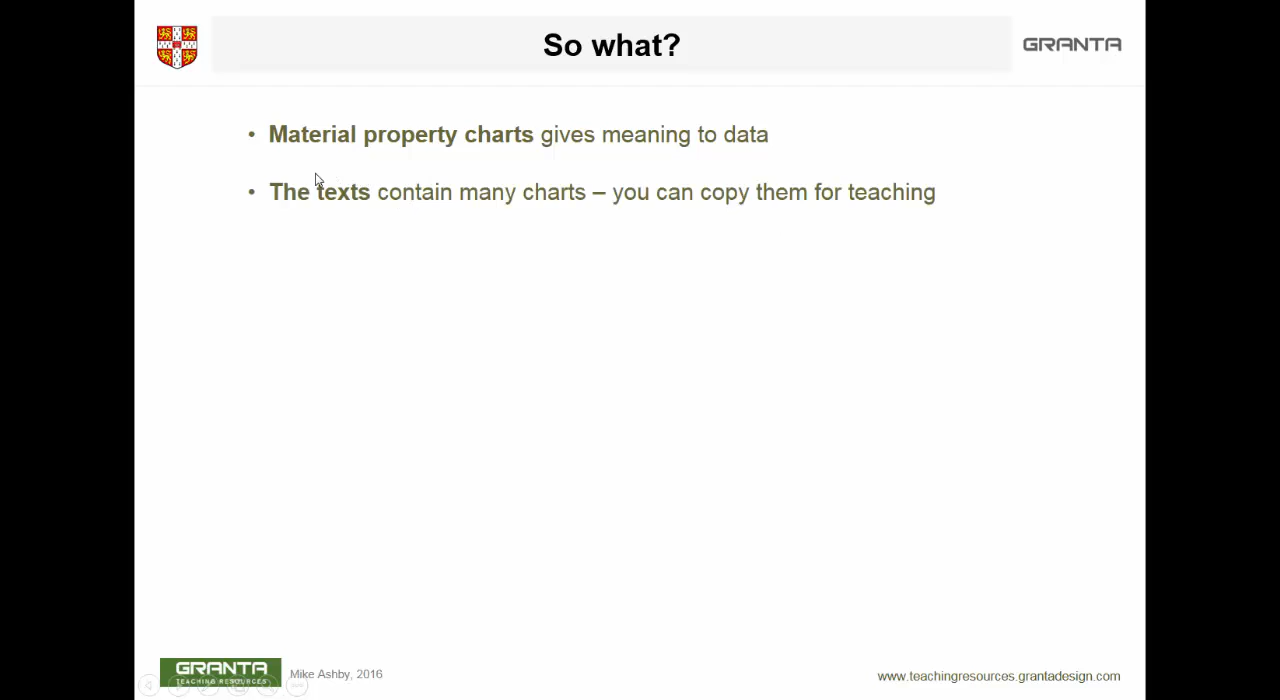 So what?
GRANTA
• Material property charts gives meaning to data
• The texts contain many charts – you can copy them for teaching
GRANTA
TEACHING RESOURCES
Mike Ashby, 2016
www.teachingresources.grantadesign.com